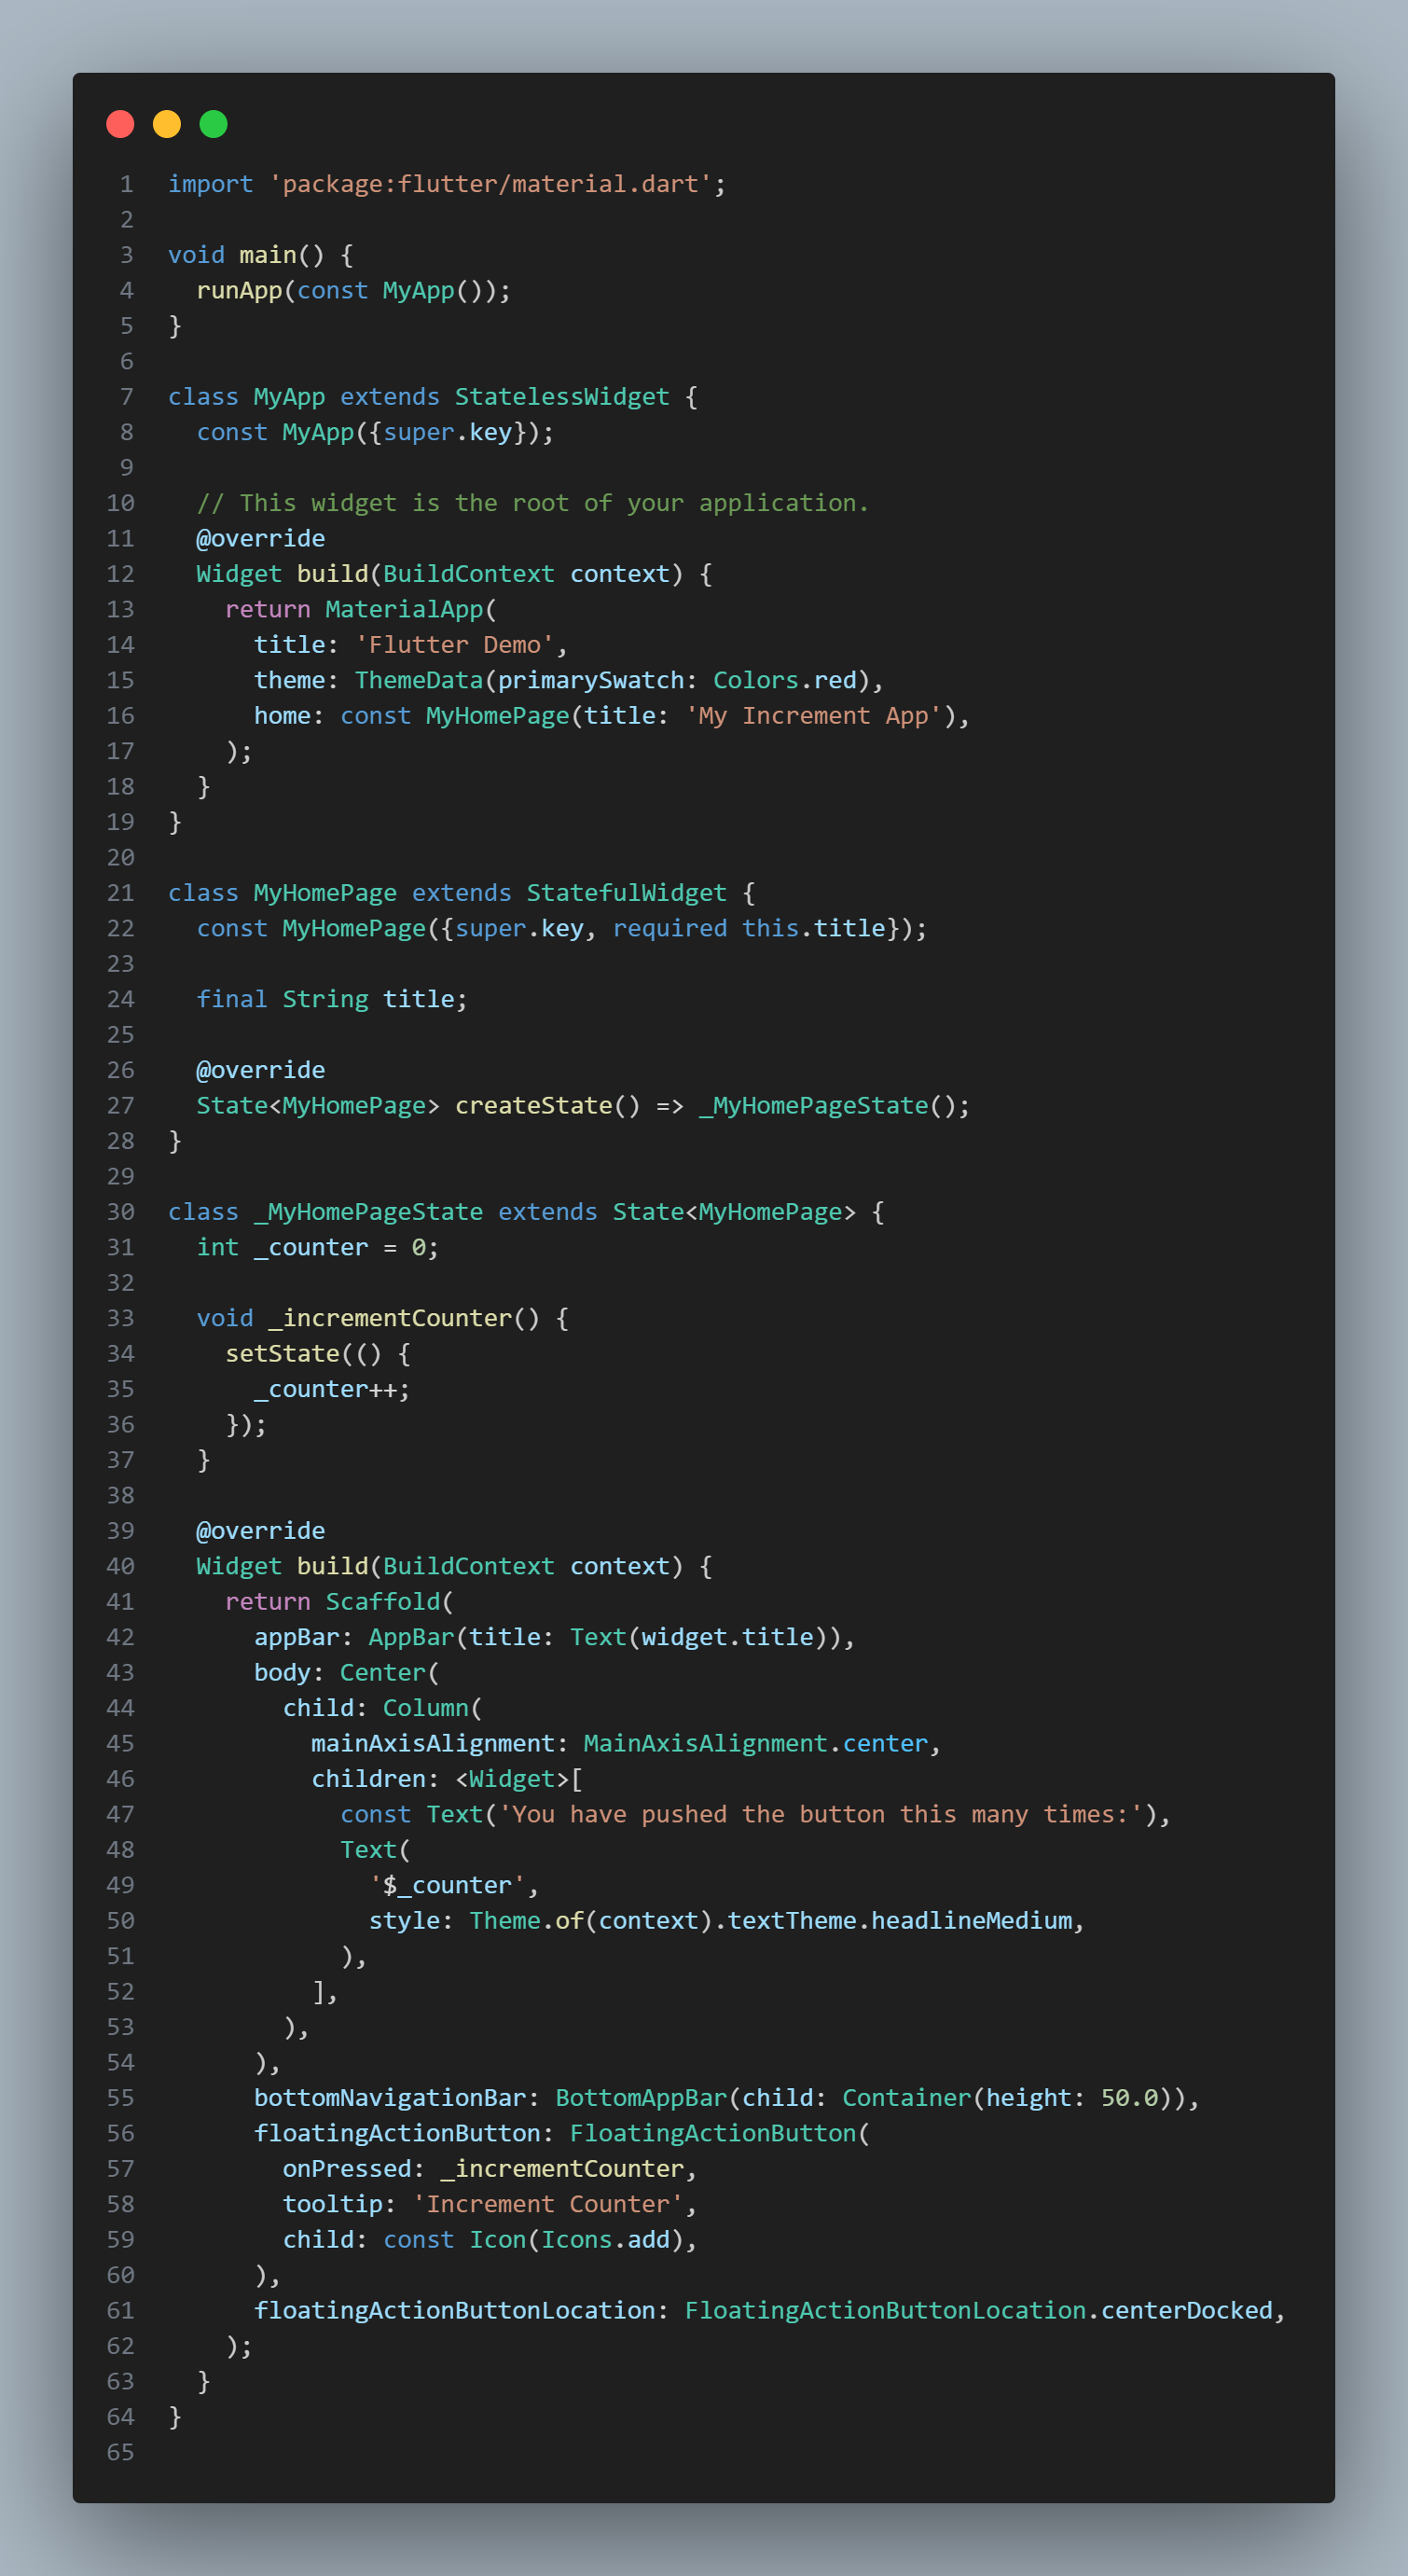 1 import 'package:flutter/material.dart';
2
3 void main() {
4   runApp(const MyApp());
5 }
6
7 class MyApp extends StatelessWidget {
8   const MyApp({super.key});
9
10   // This widget is the root of your application.
11   @override
12   Widget build(BuildContext context) {
13     return MaterialApp(
14       title: 'Flutter Demo',
15       theme: ThemeData(primarySwatch: Colors.red),
16       home: const MyHomePage(title: 'My Increment App'),
17     );
18   }
19 }
20
21 class MyHomePage extends StatefulWidget {
22   const MyHomePage({super.key, required this.title});
23
24   final String title;
25
26   @override
27   State<MyHomePage> createState() => _MyHomePageState();
28 }
29
30 class _MyHomePageState extends State<MyHomePage> {
31   int _counter = 0;
32
33   void _incrementCounter() {
34     setState(() {
35       _counter++;
36     });
37   }
38
39   @override
40   Widget build(BuildContext context) {
41     return Scaffold(
42       appBar: AppBar(title: Text(widget.title)),
43       body: Center(
44         child: Column(
45           mainAxisAlignment: MainAxisAlignment.center,
46           children: <Widget>[
47             const Text('You have pushed the button this many times:'),
48             Text(
49               '$_counter',
50               style: Theme.of(context).textTheme.headlineMedium,
51             ),
52           ],
53         ),
54       ),
55       bottomNavigationBar: BottomAppBar(child: Container(height: 50.0)),
56       floatingActionButton: FloatingActionButton(
57         onPressed: _incrementCounter,
58         tooltip: 'Increment Counter',
59         child: const Icon(Icons.add),
60       ),
61       floatingActionButtonLocation: FloatingActionButtonLocation.centerDocked,
62     );
63   }
64 }
65